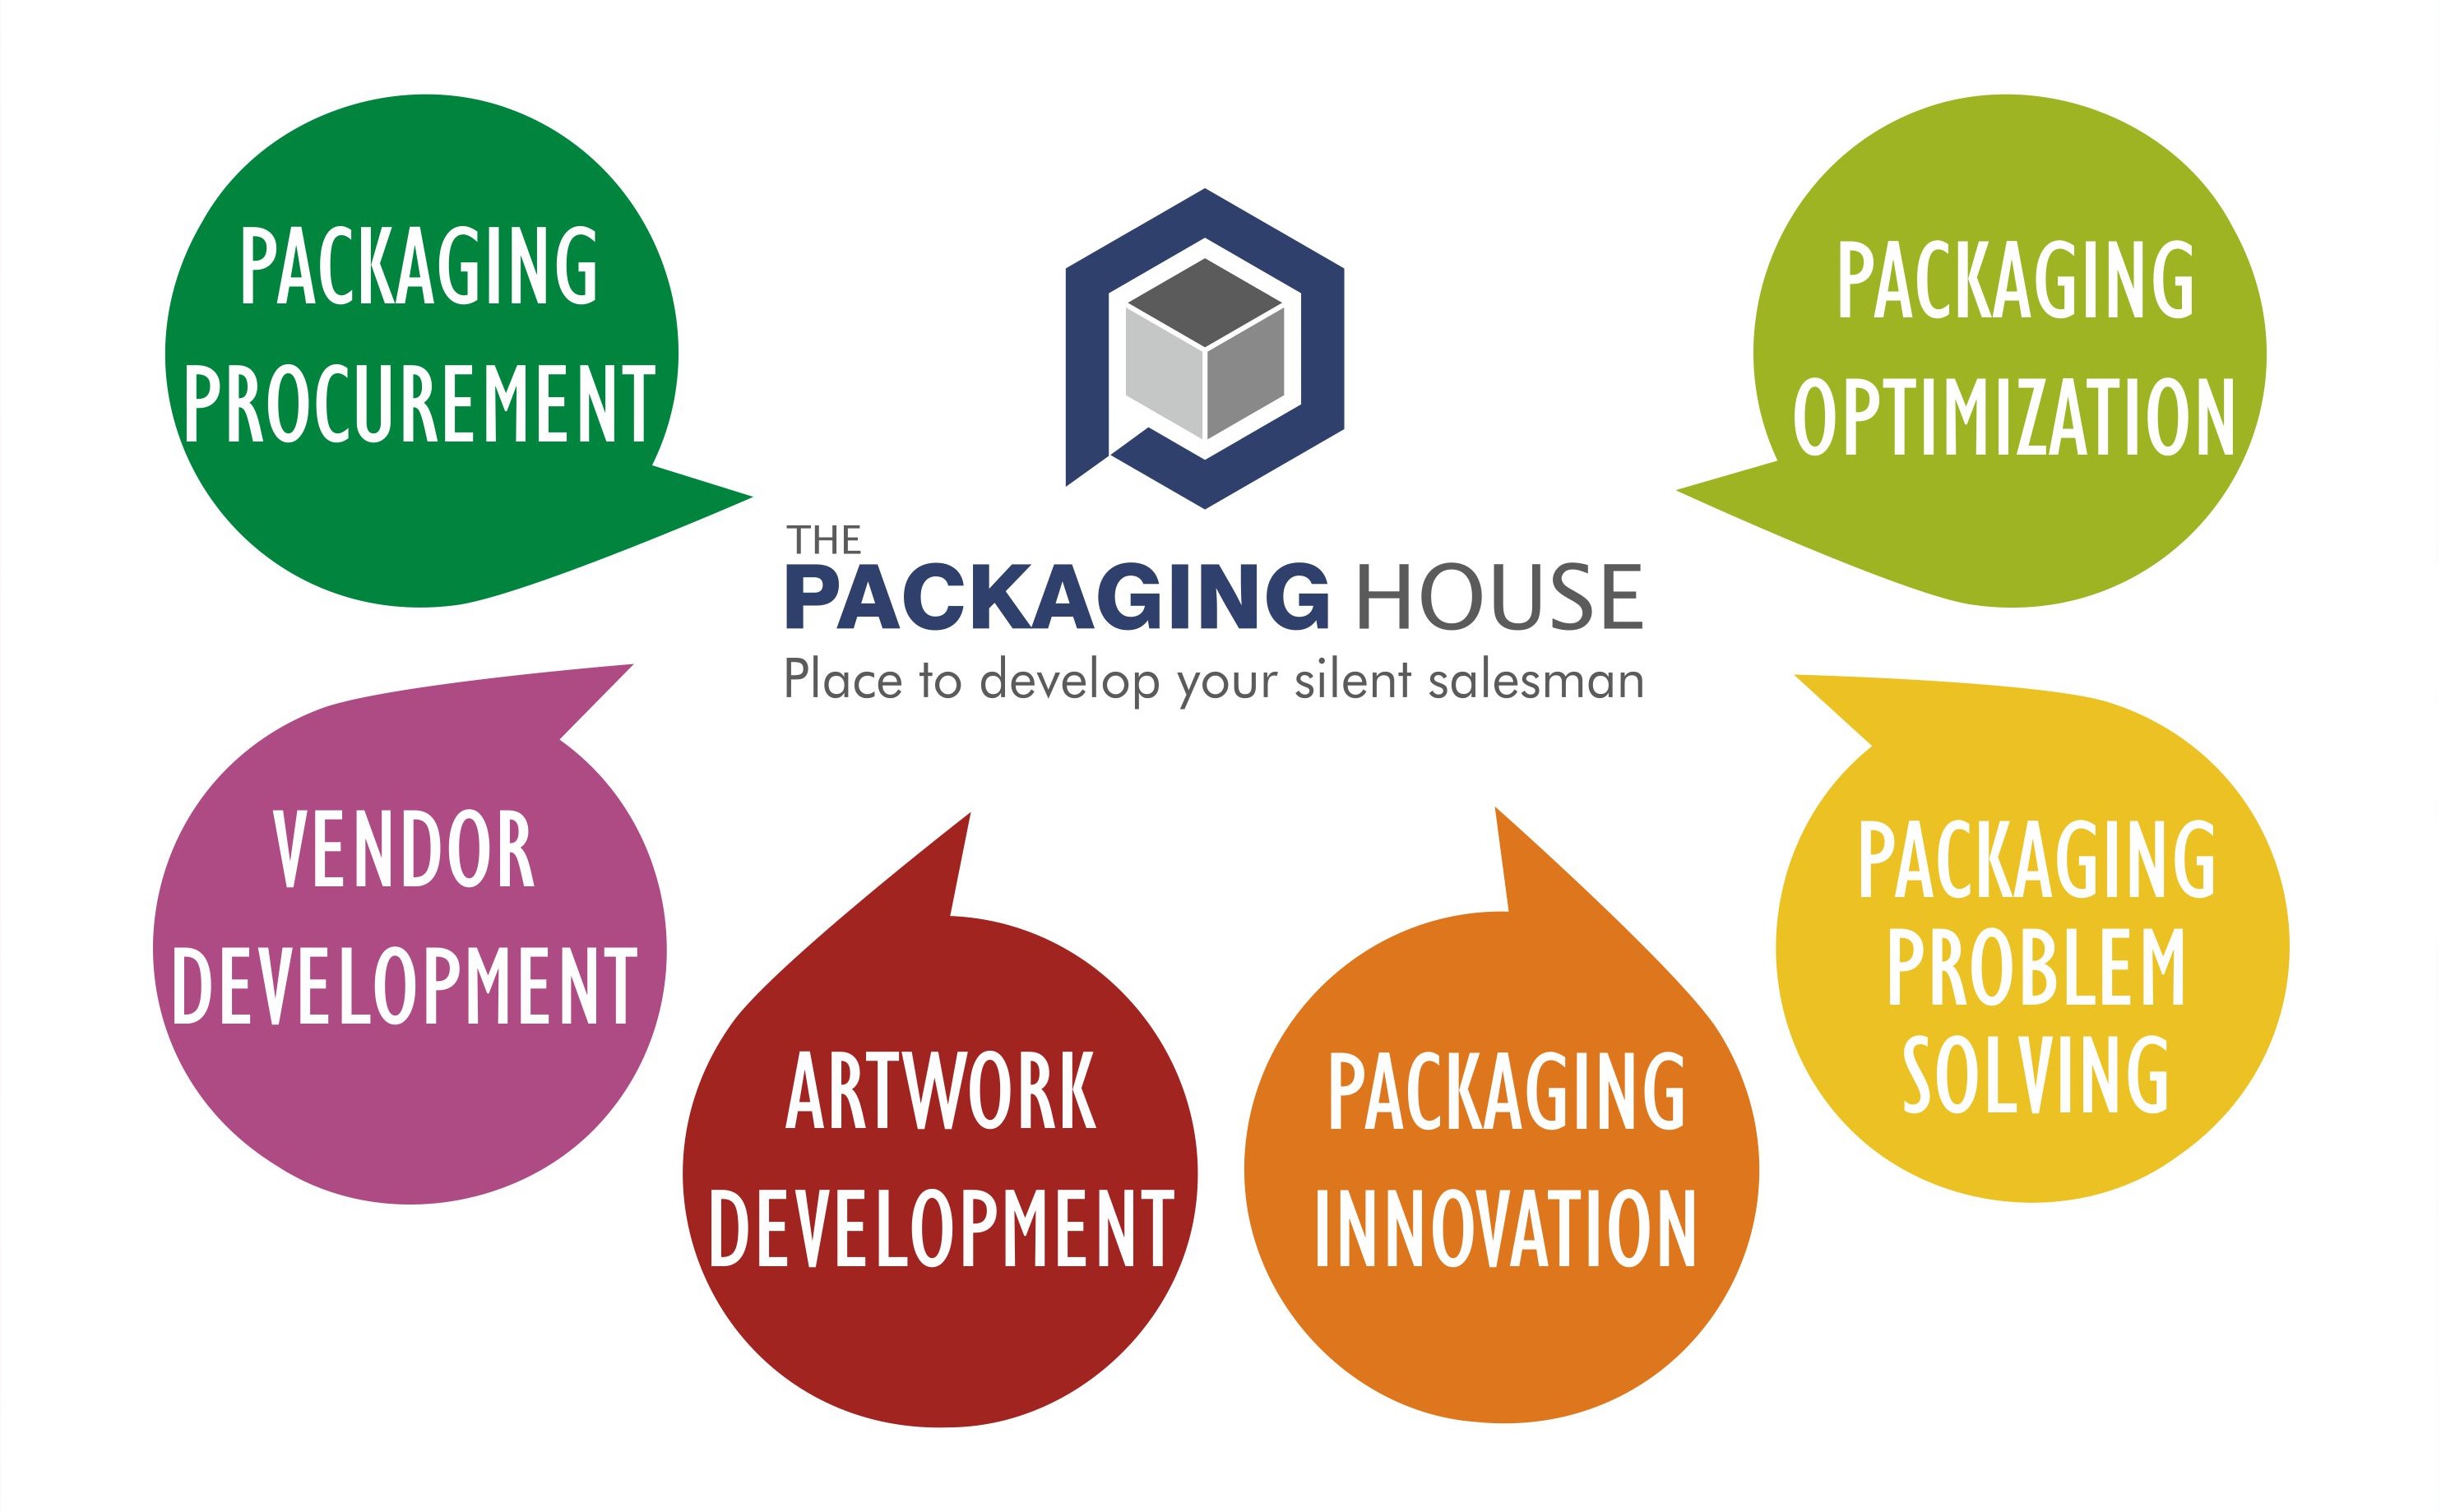 PACKAGING
PROCUREMENT
PACKAGING
OPTIMIZATION
THE
PACKAGING HOUSE
Place to develop your silent salesman
VENDOR
DEVELOPMENT
PACKAGING
PROBLEM
SOLVING
ARTWORK
DEVELOPMENT
PACKAGING
INNOVATION